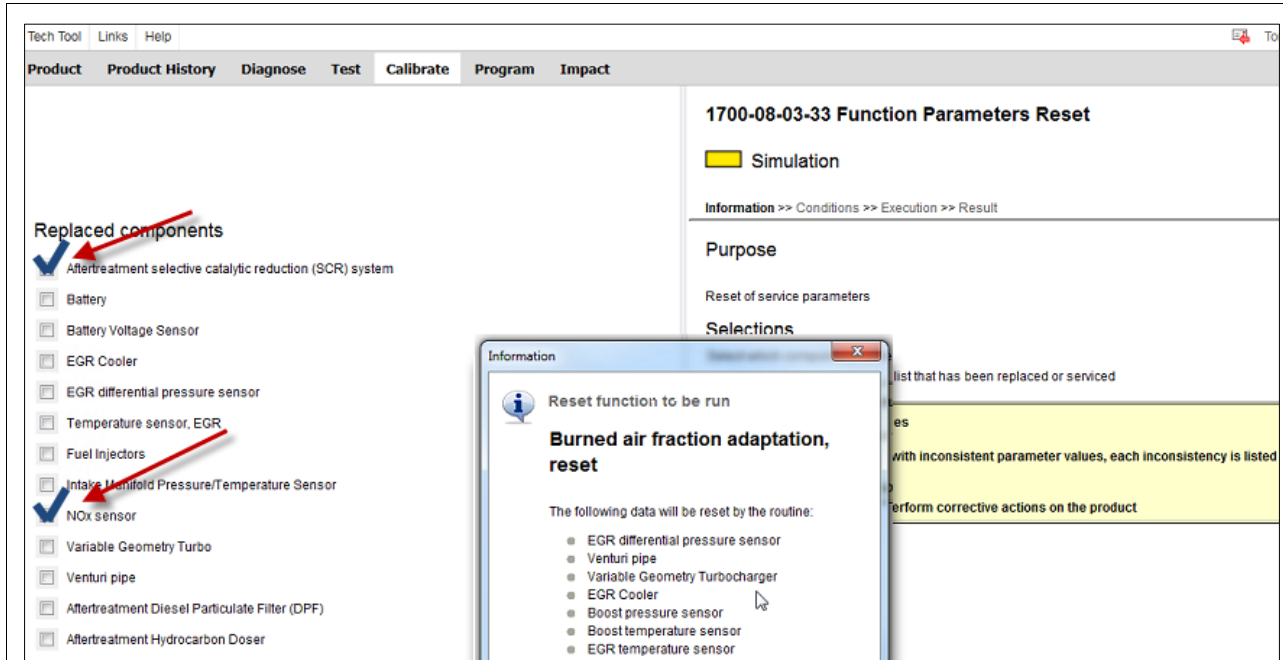 Tech Tool Links Help To
Product Product History Diagnose Test Calibrate Program Impact
1700-08-03-33 Function Parameters Reset
Simulation
Information >> Conditions >> Execution >> Result
Replaced components
Aftertreatment selective catalytic reduction (SCR) system
Battery
Battery Voltage Sensor
EGR Cooler
EGR differential pressure sensor
Temperature sensor, EGR
Fuel Injectors
Intake Manifold Pressure/Temperature Sensor
NOx sensor
Variable Geometry Turbo
Venturi pipe
Aftertreatment Diesel Particulate Filter (DPF)
Aftertreatment Hydrocarbon Doser
Purpose
Reset of service parameters
Selections
list that has been replaced or serviced
es
with inconsistent parameter values, each inconsistency is listed
erform corrective actions on the product
Information
Reset function to be run
Burned air fraction adaptation,
reset
The following data will be reset by the routine:
EGR differential pressure sensor
Venturi pipe
Variable Geometry Turbocharger
EGR Cooler
Boost pressure sensor
Boost temperature sensor
EGR temperature sensor